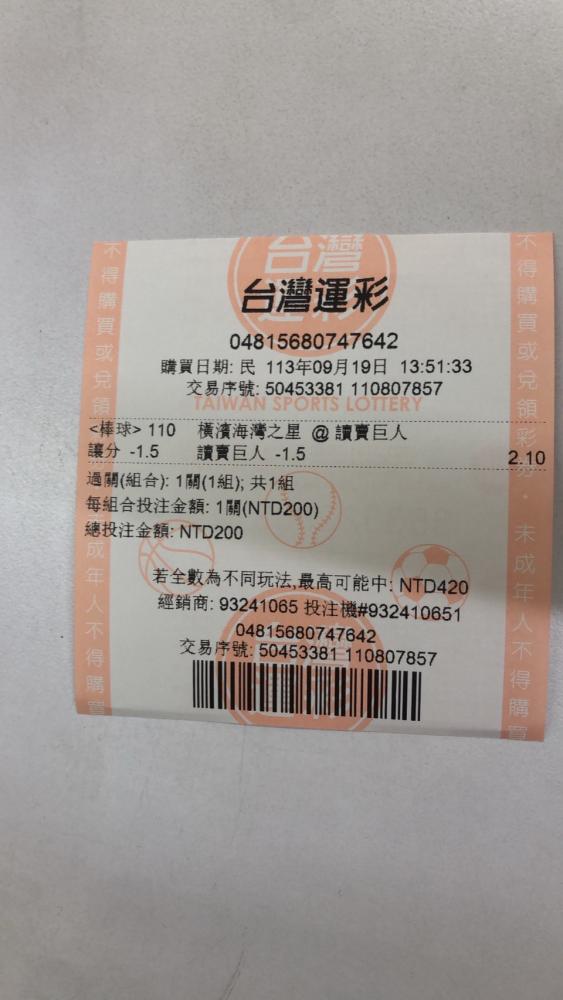 台灣
台灣運彩
04815680747642
購買日期: 民 113年09月19日 13:51:33
交易序號: 50453381 110807857
TAIWAN SPORTS LOTTERY
<棒球> 110 橫濱海灣之星 @ 讀賣巨人
讓分 -1.5 讀賣巨人 -1.5 2.10
過關(組合): 1關(1組); 共1組
每組合投注金額: 1關(NTD200)
總投注金額: NTD200
若全數為不同玩法,最高可能中: NTD420
經銷商: 93241065 投注機#932410651
04815680747642
交易序號: 50453381 110807857
不得購買或兌領
成年人不得購買
不得購買或兌領彩券・未成年人不得購買